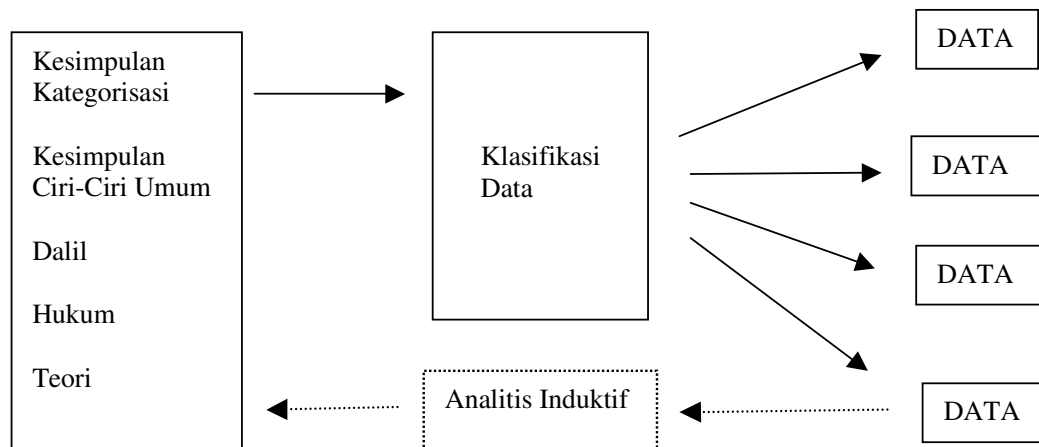 Kesimpulan
Kategorisasi
Kesimpulan
Ciri-Ciri Umum
Dalil
Hukum
Teori
Klasifikasi
Data
Analitis Induktif
DATA
DATA
DATA
DATA